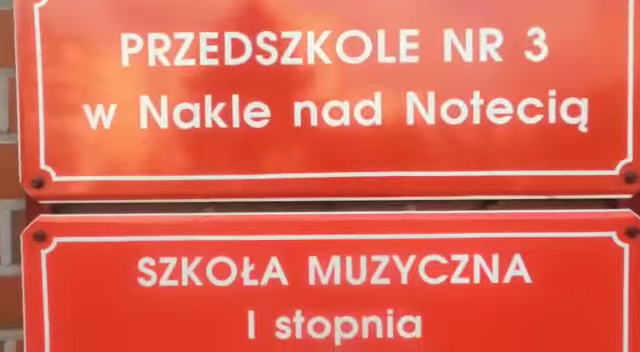 PRZEDSZKOLE NR 3
w Nakle nad Notecią
SZKOŁA MUZYCZNA
I stopnia